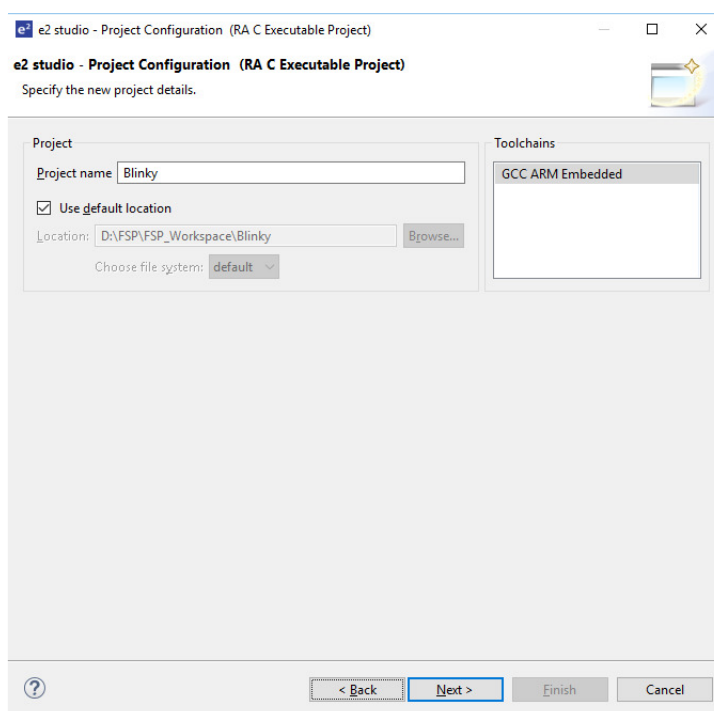 e² e2 studio - Project Configuration (RA C Executable Project)
e2 studio - Project Configuration (RA C Executable Project)
Specify the new project details.
Project
Project name Blinky
Use default location
Location: D:\FSP\FSP_Workspace\Blinky Browse...
Choose file system: default
Toolchains
GCC ARM Embedded
? < Back Next > Finish Cancel